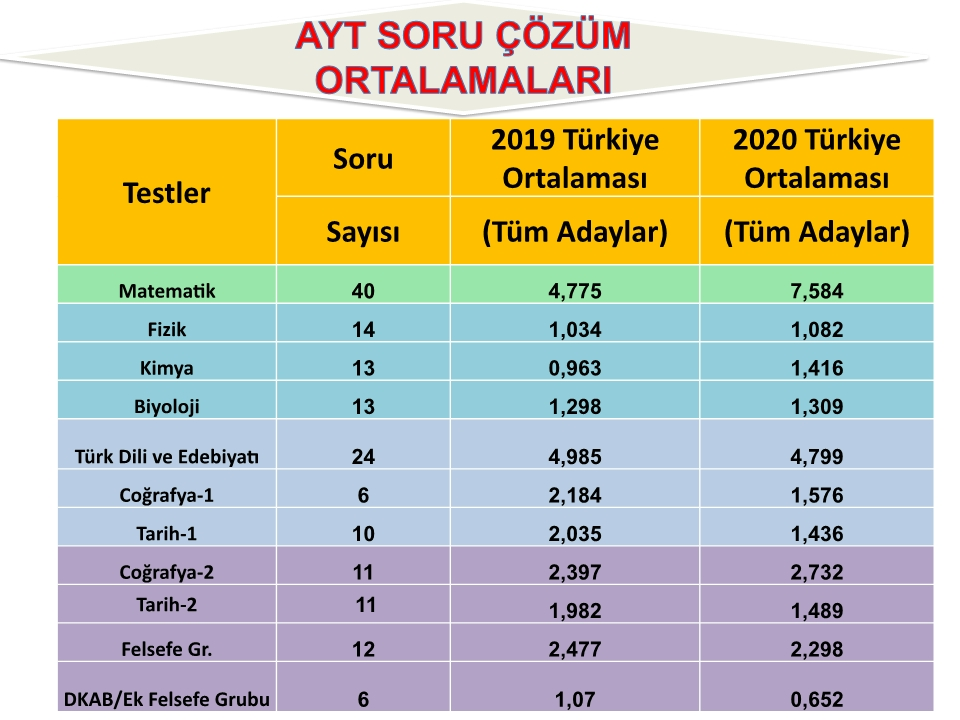 AYT SORU ÇÖZÜM
ORTALAMALARI
Testler Soru 2019 Türkiye Ortalaması 2020 Türkiye Ortalaması
Sayısı (Tüm Adaylar) (Tüm Adaylar)
Matematik 40 4,775 7,584
Fizik 14 1,034 1,082
Kimya 13 0,963 1,416
Biyoloji 13 1,298 1,309
Türk Dili ve Edebiyatı 24 4,985 4,799
Coğrafya-1 6 2,184 1,576
Tarih-1 10 2,035 1,436
Coğrafya-2 11 2,397 2,732
Tarih-2 11 1,982 1,489
Felsefe Gr. 12 2,477 2,298
DKAB/Ek Felsefe Grubu 6 1,07 0,652